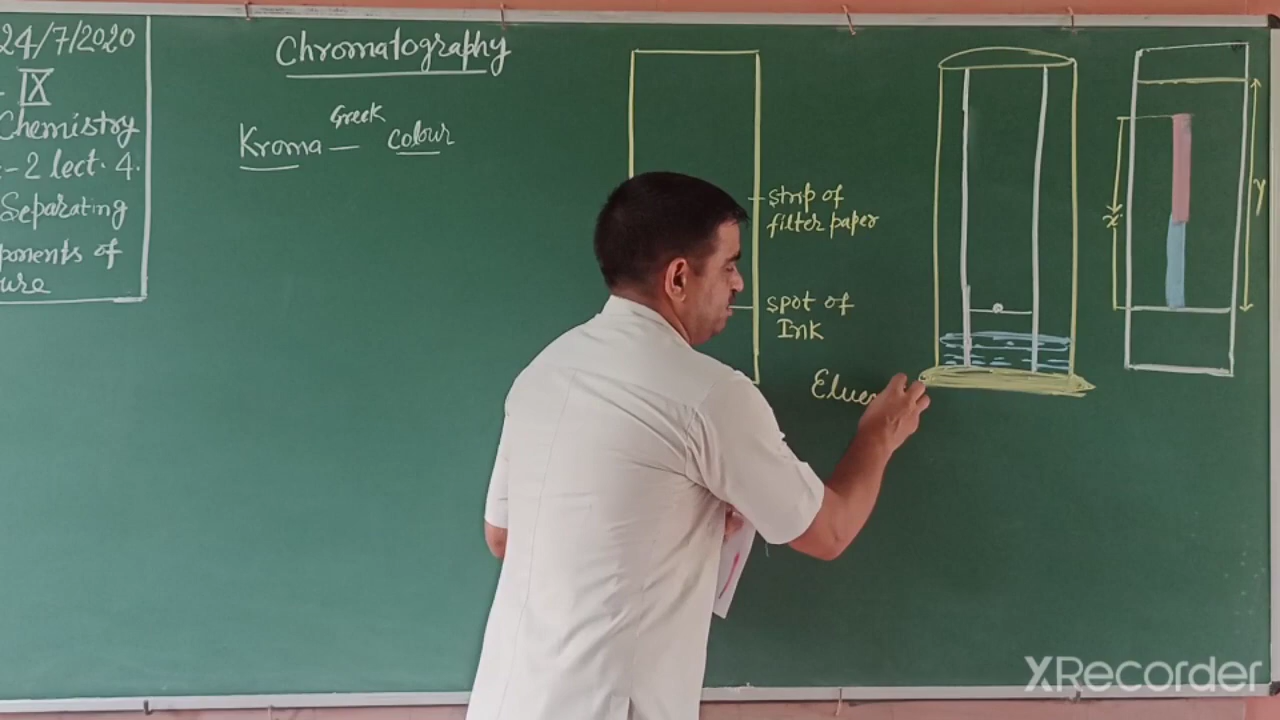 24/7/2020
IX
Chemistry
-2 lect. 4.
Separating
ponents of
ure
Chromatography
Kroma — Greek colour
strip of
filter paper
spot of
Ink
Elue
x
y
XRecorder